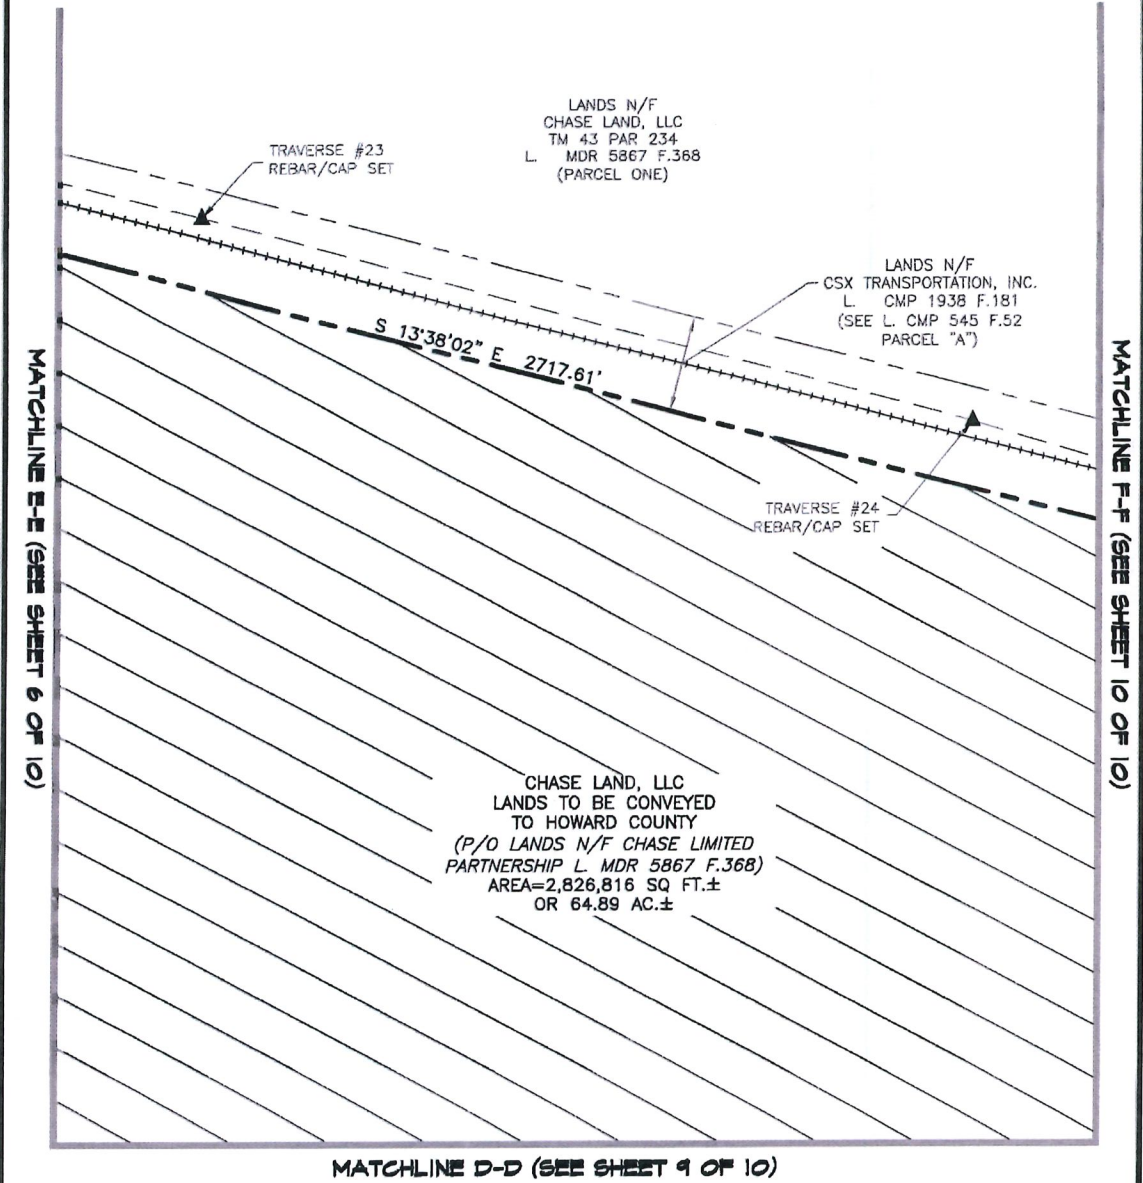 LANDS N/F
CHASE LAND, LLC
TM 43 PAR 234
L. MDR 5867 F.368
(PARCEL ONE)
TRAVERSE #23
REBAR/CAP SET
LANDS N/F
CSX TRANSPORTATION, INC.
L. CMP 1938 F.181
(SEE L. CMP 545 F.52
PARCEL "A")
S 13°38'02" E 2717.61'
TRAVERSE #24
REBAR/CAP SET
MATCHLINE E-E (SEE SHEET 6 OF 10)
MATCHLINE F-F (SEE SHEET 10 OF 10)
CHASE LAND, LLC
LANDS TO BE CONVEYED
TO HOWARD COUNTY
(P/O LANDS N/F CHASE LIMITED
PARTNERSHIP L. MDR 5867 F.368)
AREA=2,826,816 SQ FT.±
OR 64.89 AC.±
MATCHLINE D-D (SEE SHEET 9 OF 10)